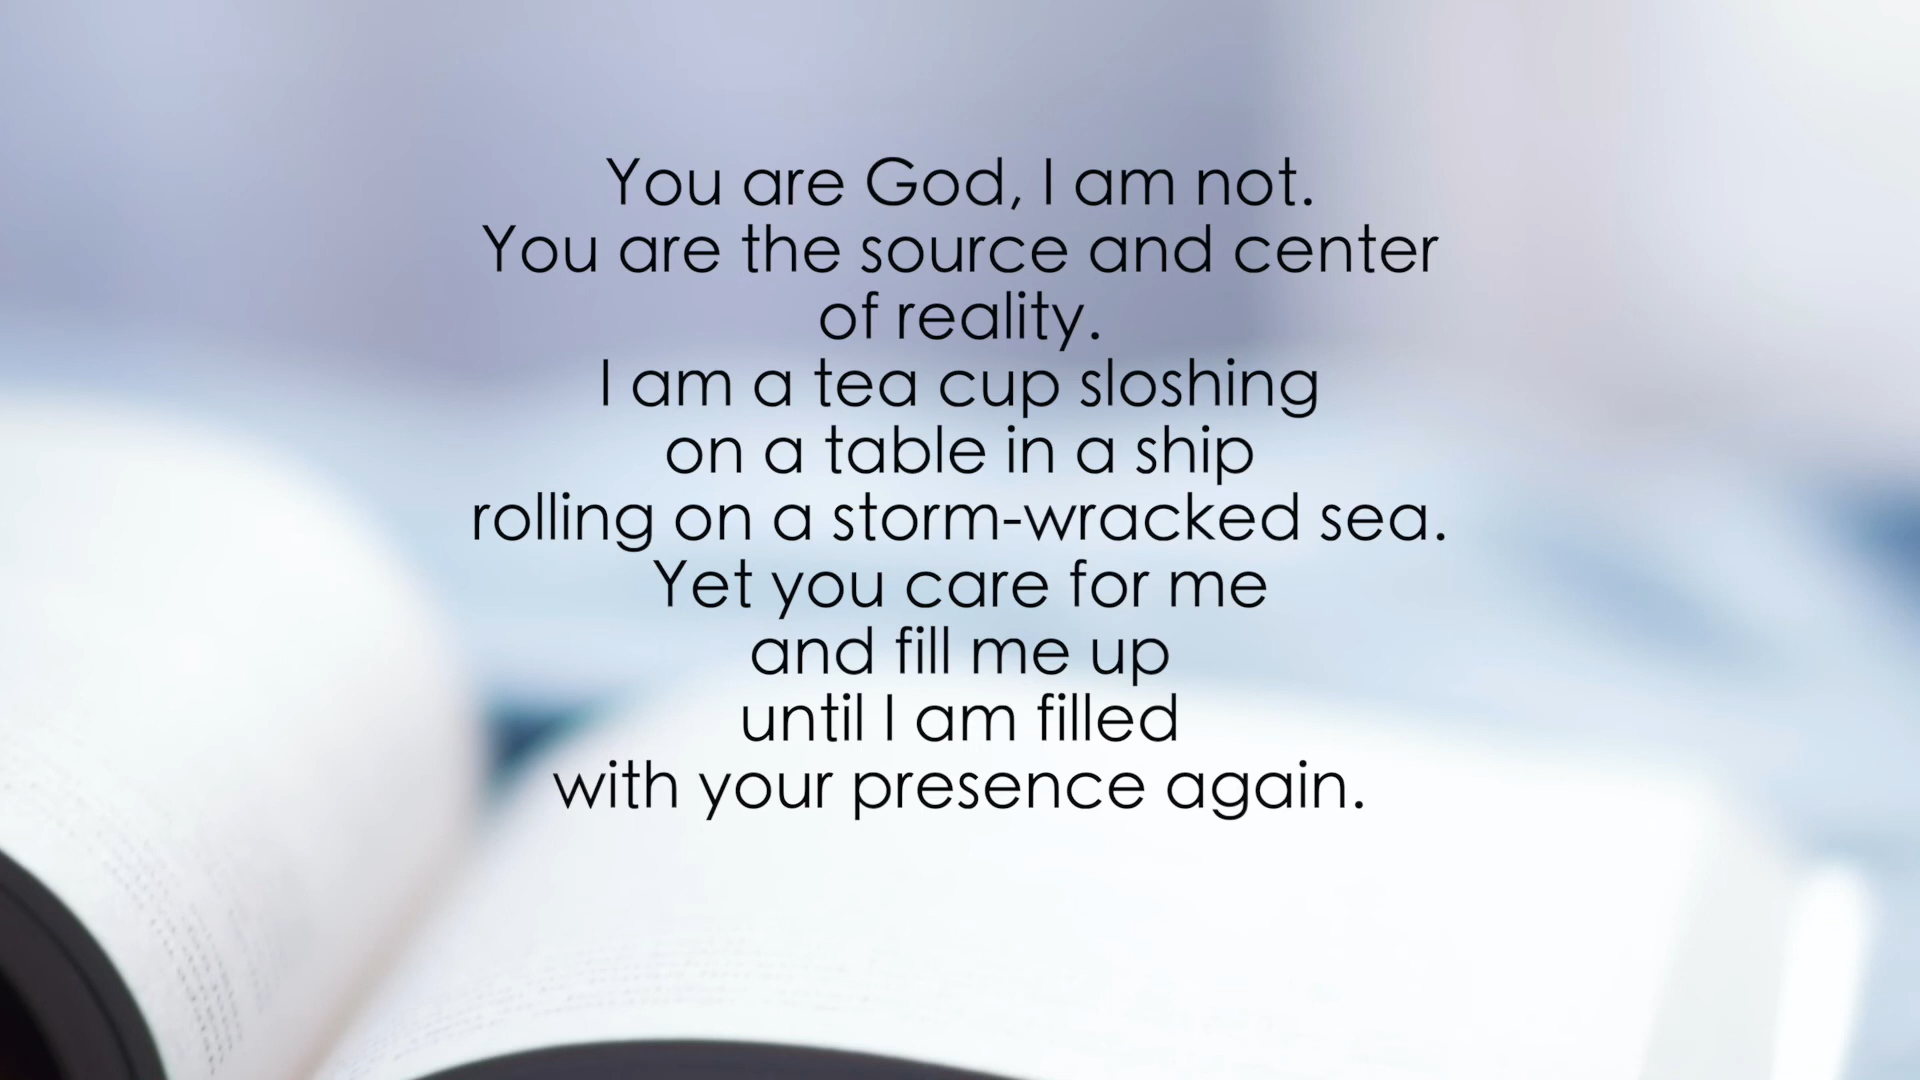 You are God, I am not.
You are the source and center
of reality.
I am a tea cup sloshing
on a table in a ship
rolling on a storm-wracked sea.
Yet you care for me
and fill me up
until I am filled
with your presence again.